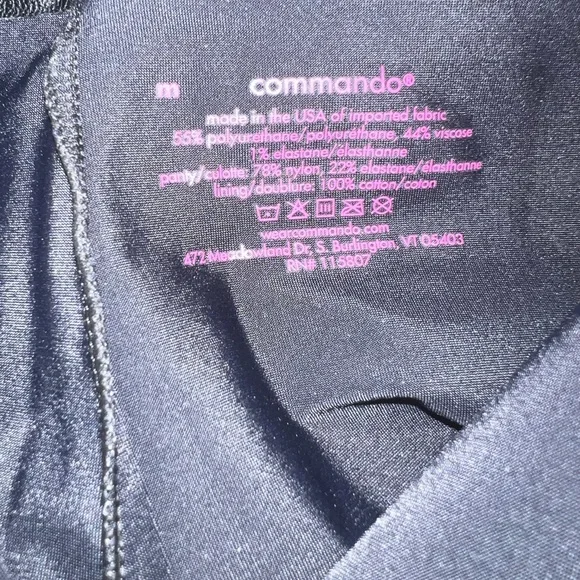 m
commando®
made in the USA of imported fabric
55% polyurethane/polyuréthane, 44% viscose
1% elastane/élasthanne
panty/culotte: 78% nylon, 22% elastane/élasthanne
lining/doublure: 100% cotton/coton
wearcommando.com
472 Meadowland Dr, S. Burlington, VT 05403
RN# 115867